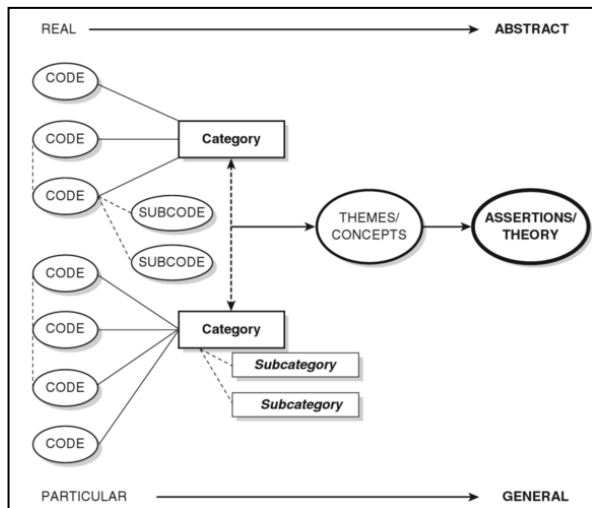 REAL
ABSTRACT
CODE
CODE
Category
CODE
SUBCODE
SUBCODE
THEMES/
CONCEPTS
ASSERTIONS/
THEORY
CODE
CODE
Category
Subcategory
CODE
Subcategory
CODE
PARTICULAR
GENERAL